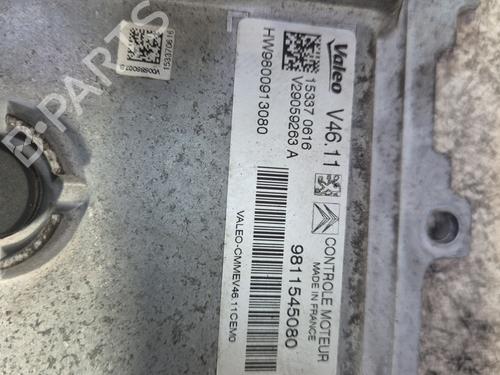 Valeo V46.11
15337 0616
V29059263 A
HW9800913080
CONTROLE MOTEUR
MADE IN FRANCE
9811545080
VALEO-CMMEV46.11CEM0
B-PARTS